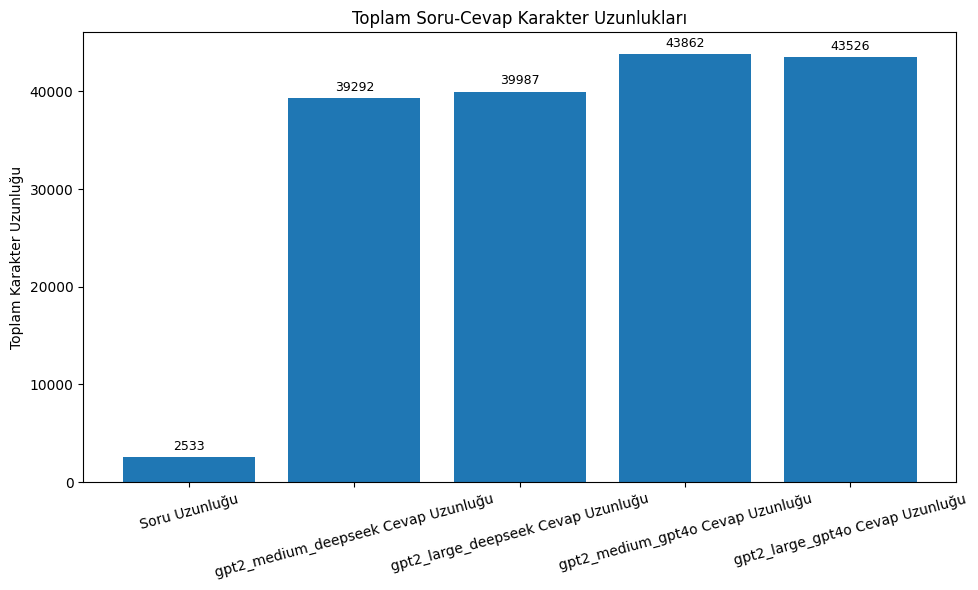 Toplam Soru-Cevap Karakter Uzunlukları
Toplam Karakter Uzunluğu
40000
30000
20000
10000
0
2533
39292
39987
43862
43526
Soru Uzunluğu
gpt2_medium_deepseek Cevap Uzunluğu
gpt2_large_deepseek Cevap Uzunluğu
gpt2_medium_gpt4o Cevap Uzunluğu
gpt2_large_gpt4o Cevap Uzunluğu